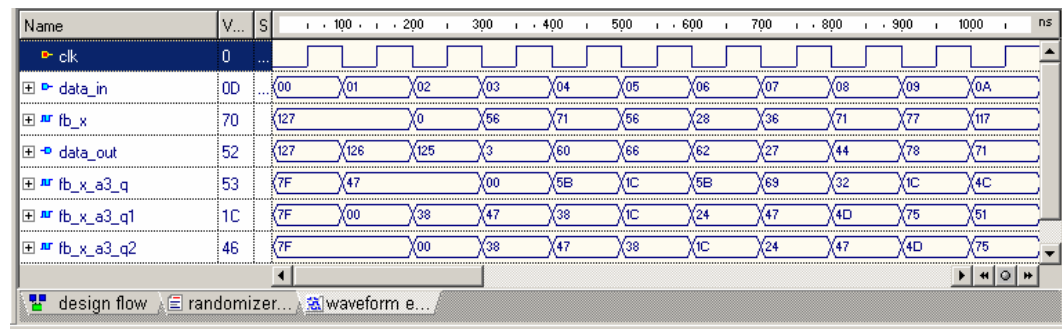 Name V... S 100 200 300 400 500 600 700 800 900 1000 ns
clk 0 ...
data_in 0D ... 00 01 02 03 04 05 06 07 08 09 0A
fb_x 70 127 0 56 71 56 28 36 71 77 117
data_out 52 127 126 125 3 60 66 62 27 44 78 71
fb_x_a3_q 53 7F 47 00 5B 1C 5B 69 32 1C 4C
fb_x_a3_q1 1C 7F 00 38 47 38 1C 24 47 4D 75 51
fb_x_a3_q2 46 7F 00 38 47 38 1C 24 47 4D 75
design flow randomizer... waveform e...